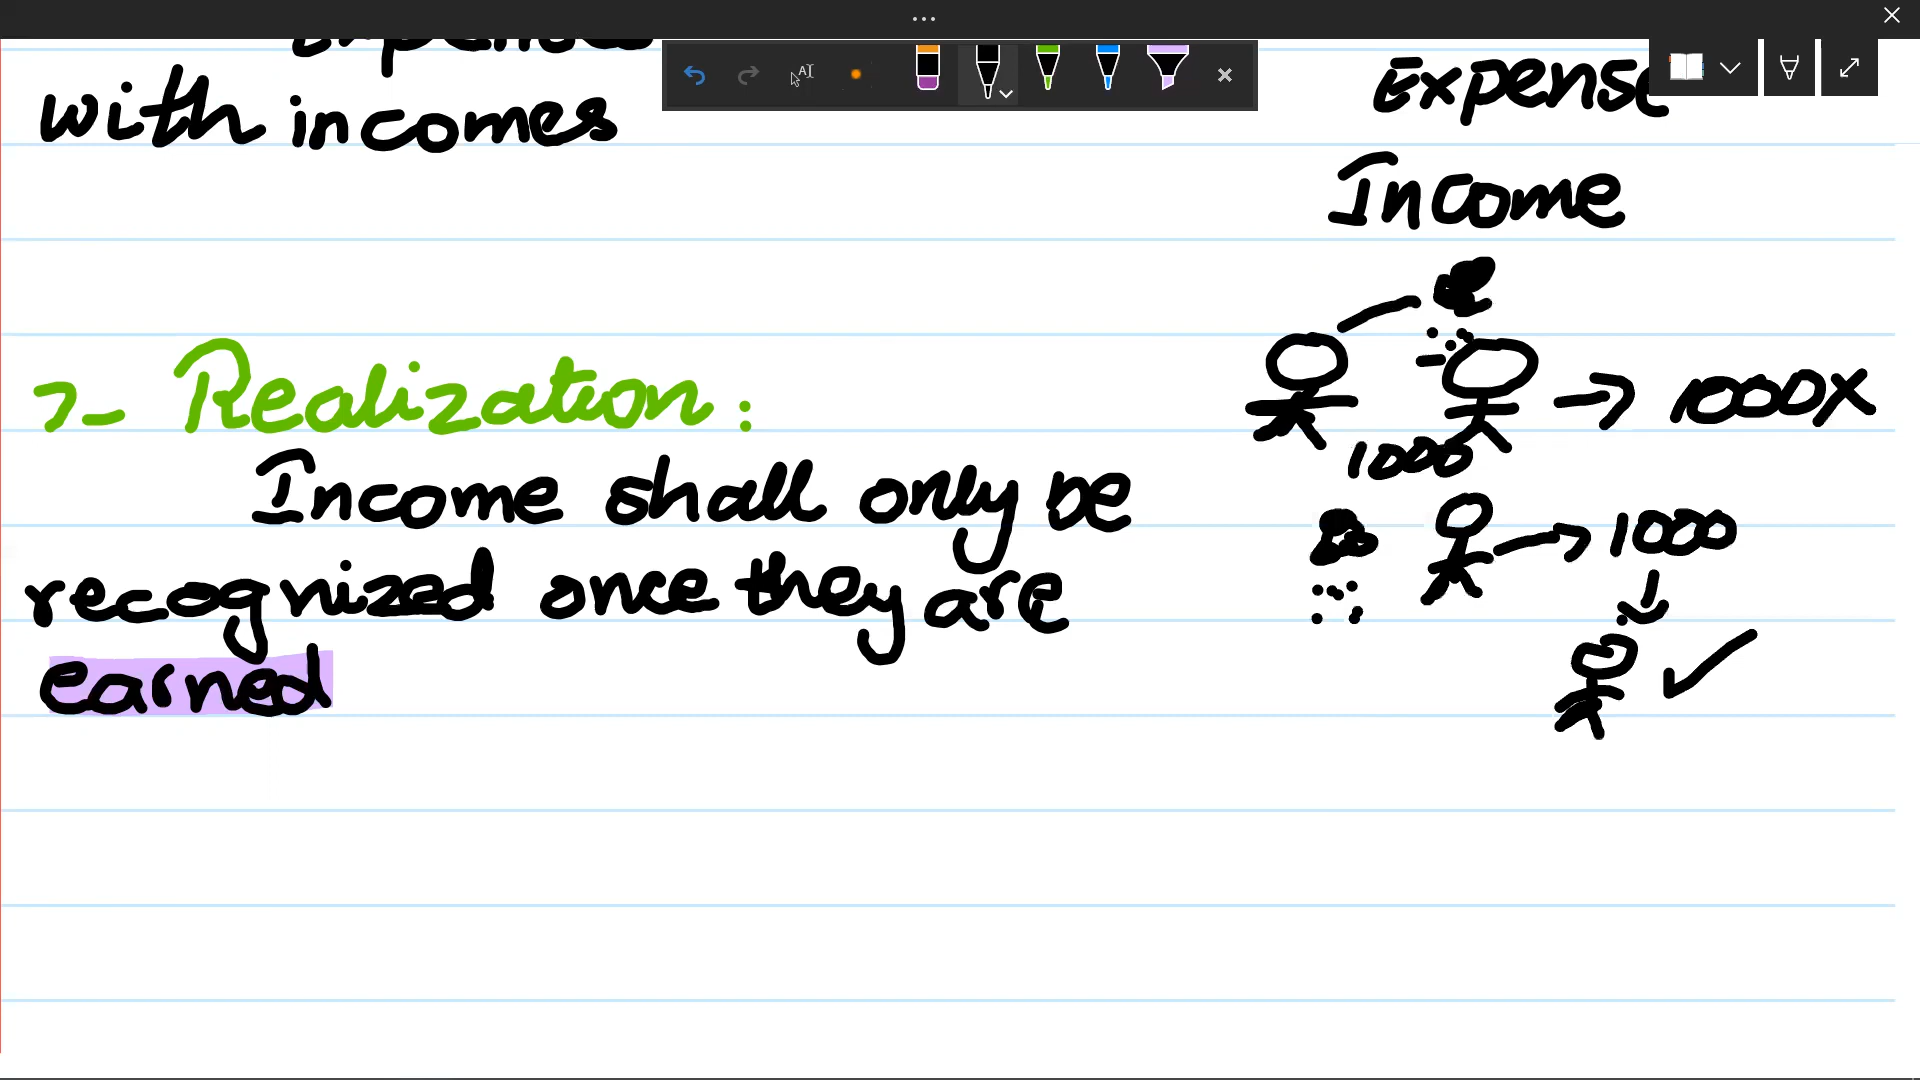 with incomes
Expense
Income
7- Realization:
Income shall only be
recognized once they are
earned
1000X
1000
1000